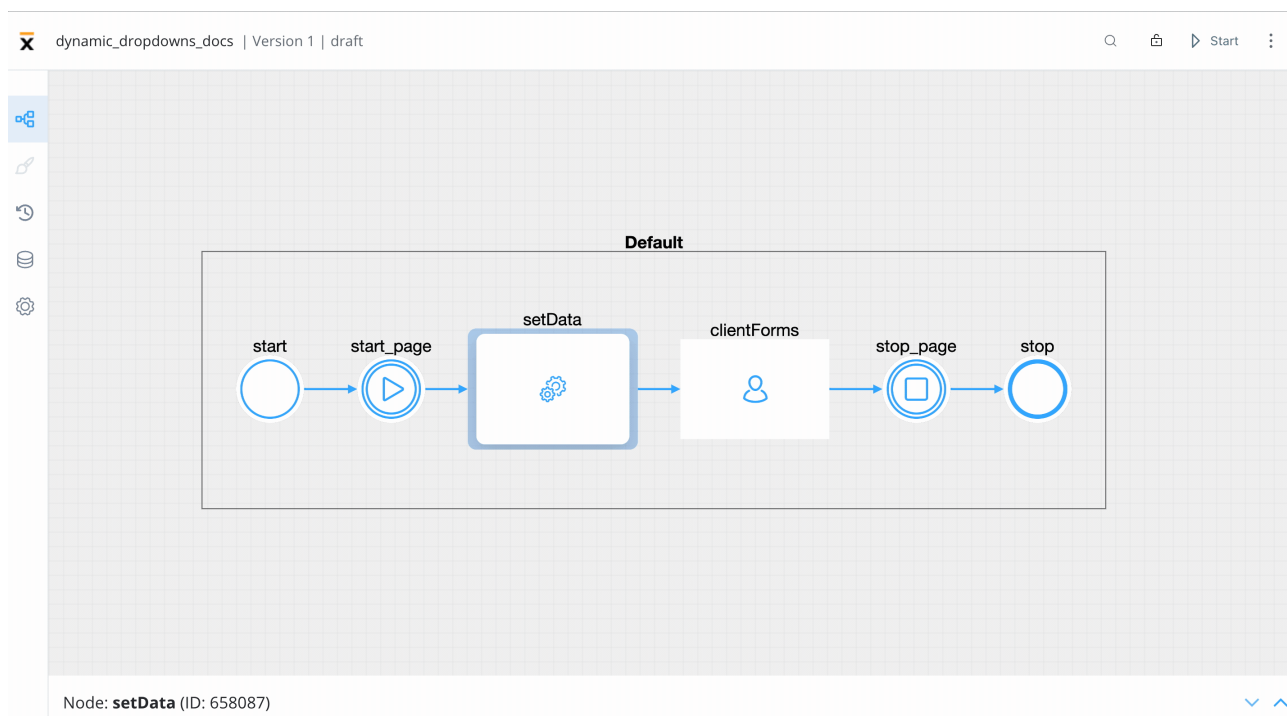 dynamic_dropdowns_docs | Version 1 | draft
Start
Default
setData
clientForms
start
start_page
stop_page
stop
Node: setData (ID: 658087)